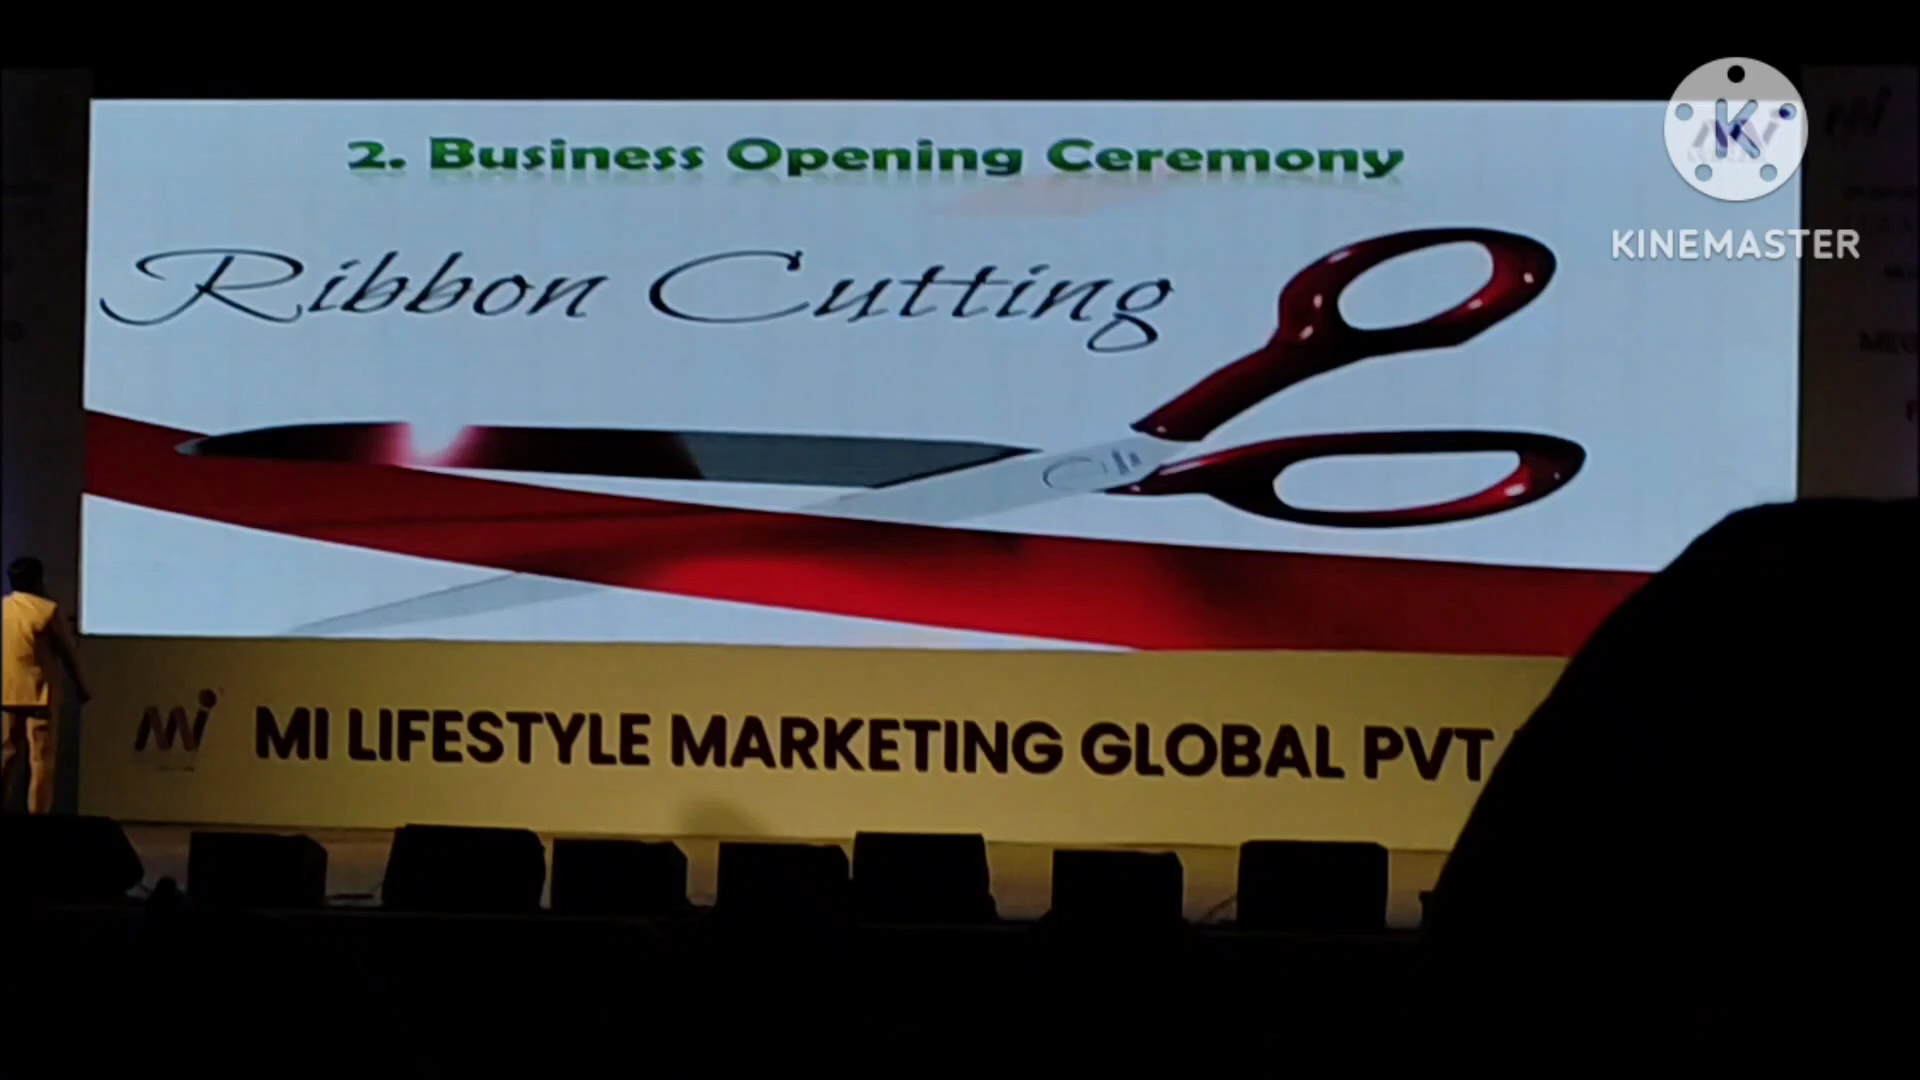 2. Business Opening Ceremony
Ribbon Cutting
KINEMASTER
MI LIFESTYLE MARKETING GLOBAL PVT